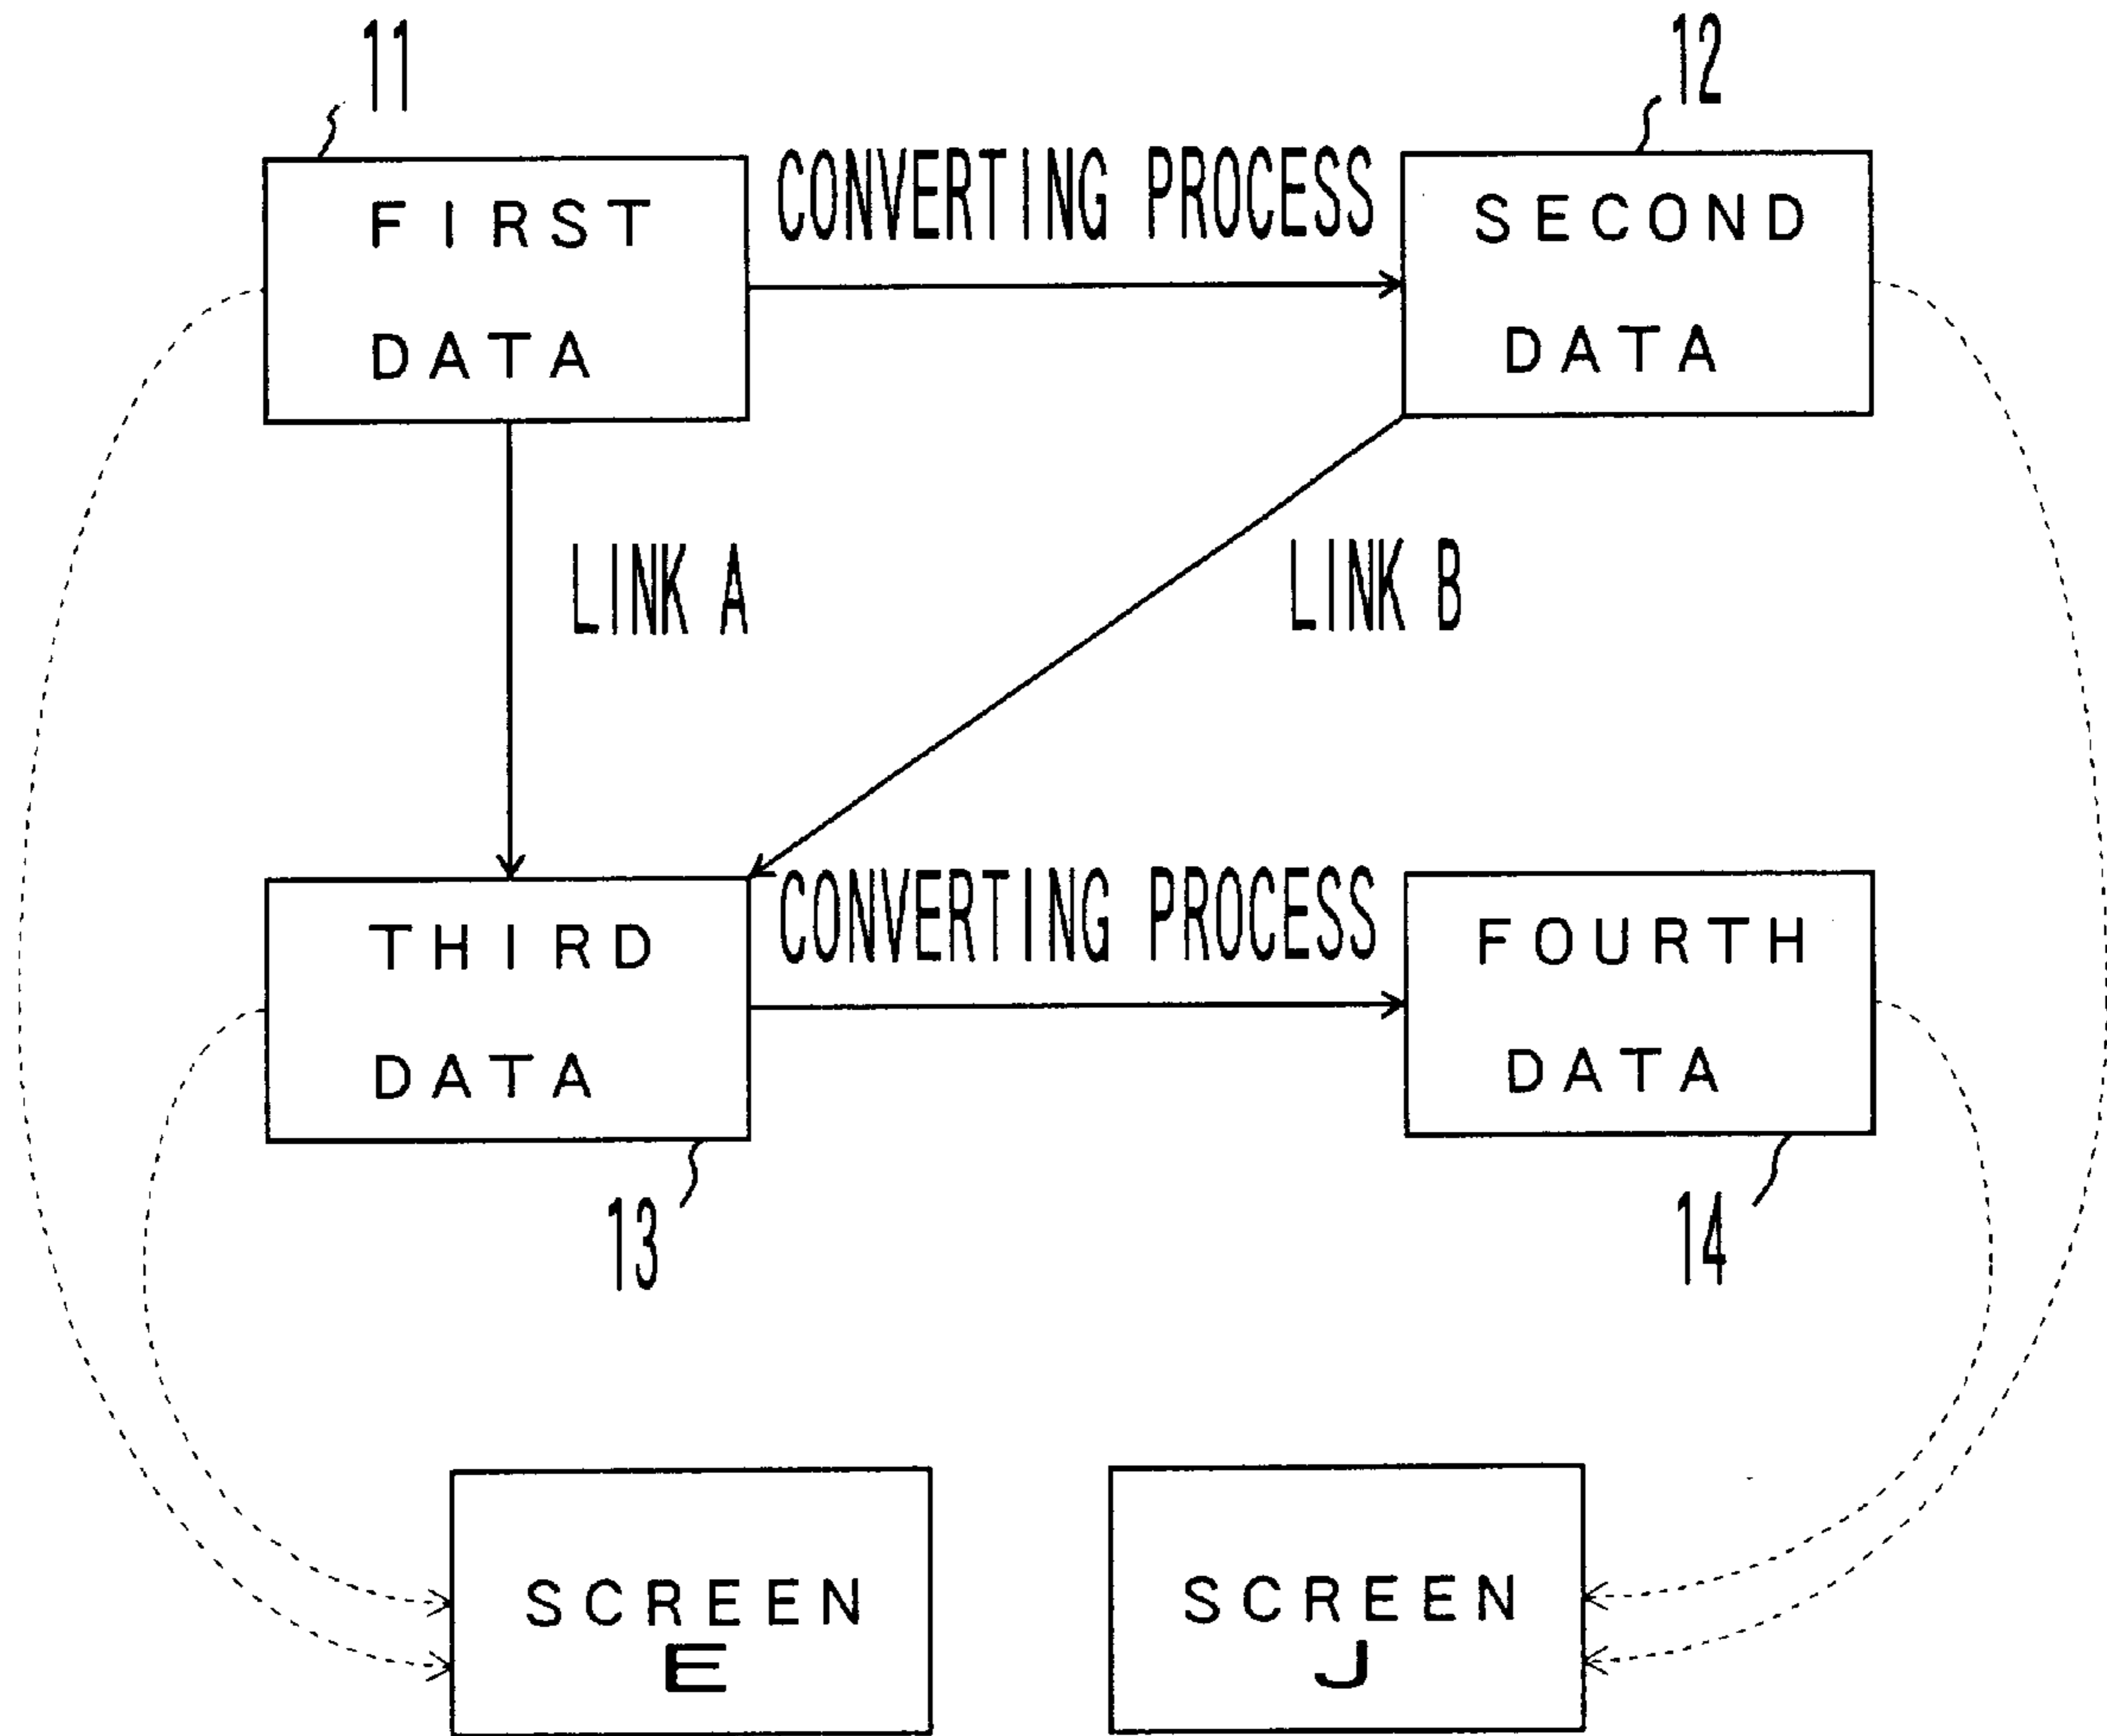 11
12
FIRST
DATA
CONVERTING PROCESS
SECOND
DATA
LINK A
LINK B
THIRD
DATA
CONVERTING PROCESS
FOURTH
DATA
13
14
SCREEN
E
SCREEN
J